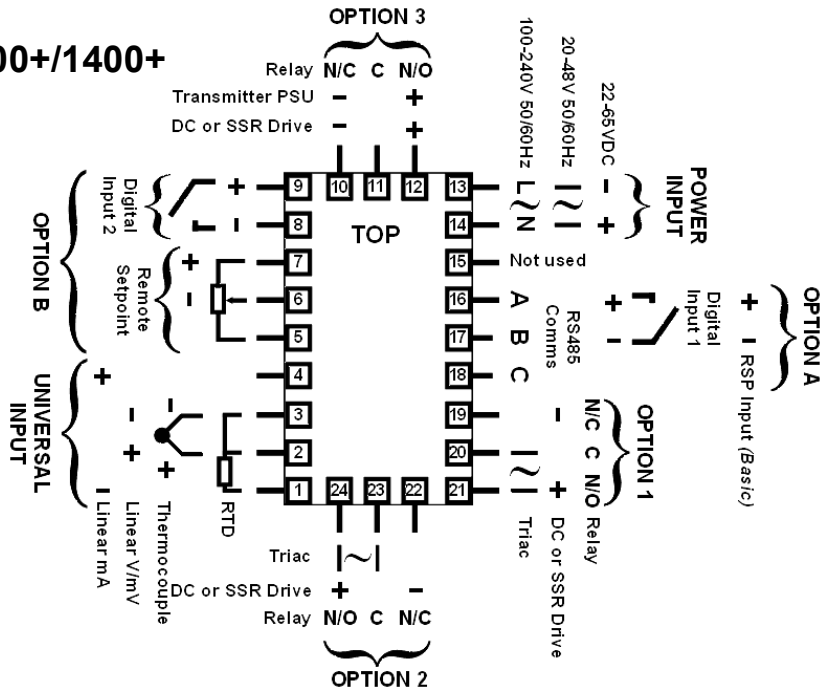 OPTION 3
00+/1400+
Relay N/C C N/O
Transmitter PSU - +
DC or SSR Drive - +
100-240V 50/60Hz L ~ N
20-48V 50/60Hz ~
22-65VDC - +
POWER
INPUT
9 10 11 12 13
8 TOP 14
7 15 Not used
6 16 A
5 17 B
4 18 C
3 19
2 20
1 24 23 22 21
Digital
Input 2
+ -
Remote
Setpoint
+ -
OPTION B
RS485
Comms
Digital
Input 1
+ -
RSP Input (Basic)
+ -
OPTION A
UNIVERSAL
INPUT
RTD
Thermocouple
- +
Linear V/mV
- +
Linear mA
+ -
OPTION 1
N/C C N/O Relay
- + DC or SSR Drive
~ Triac
Triac ~
DC or SSR Drive + -
Relay N/O C N/C
OPTION 2